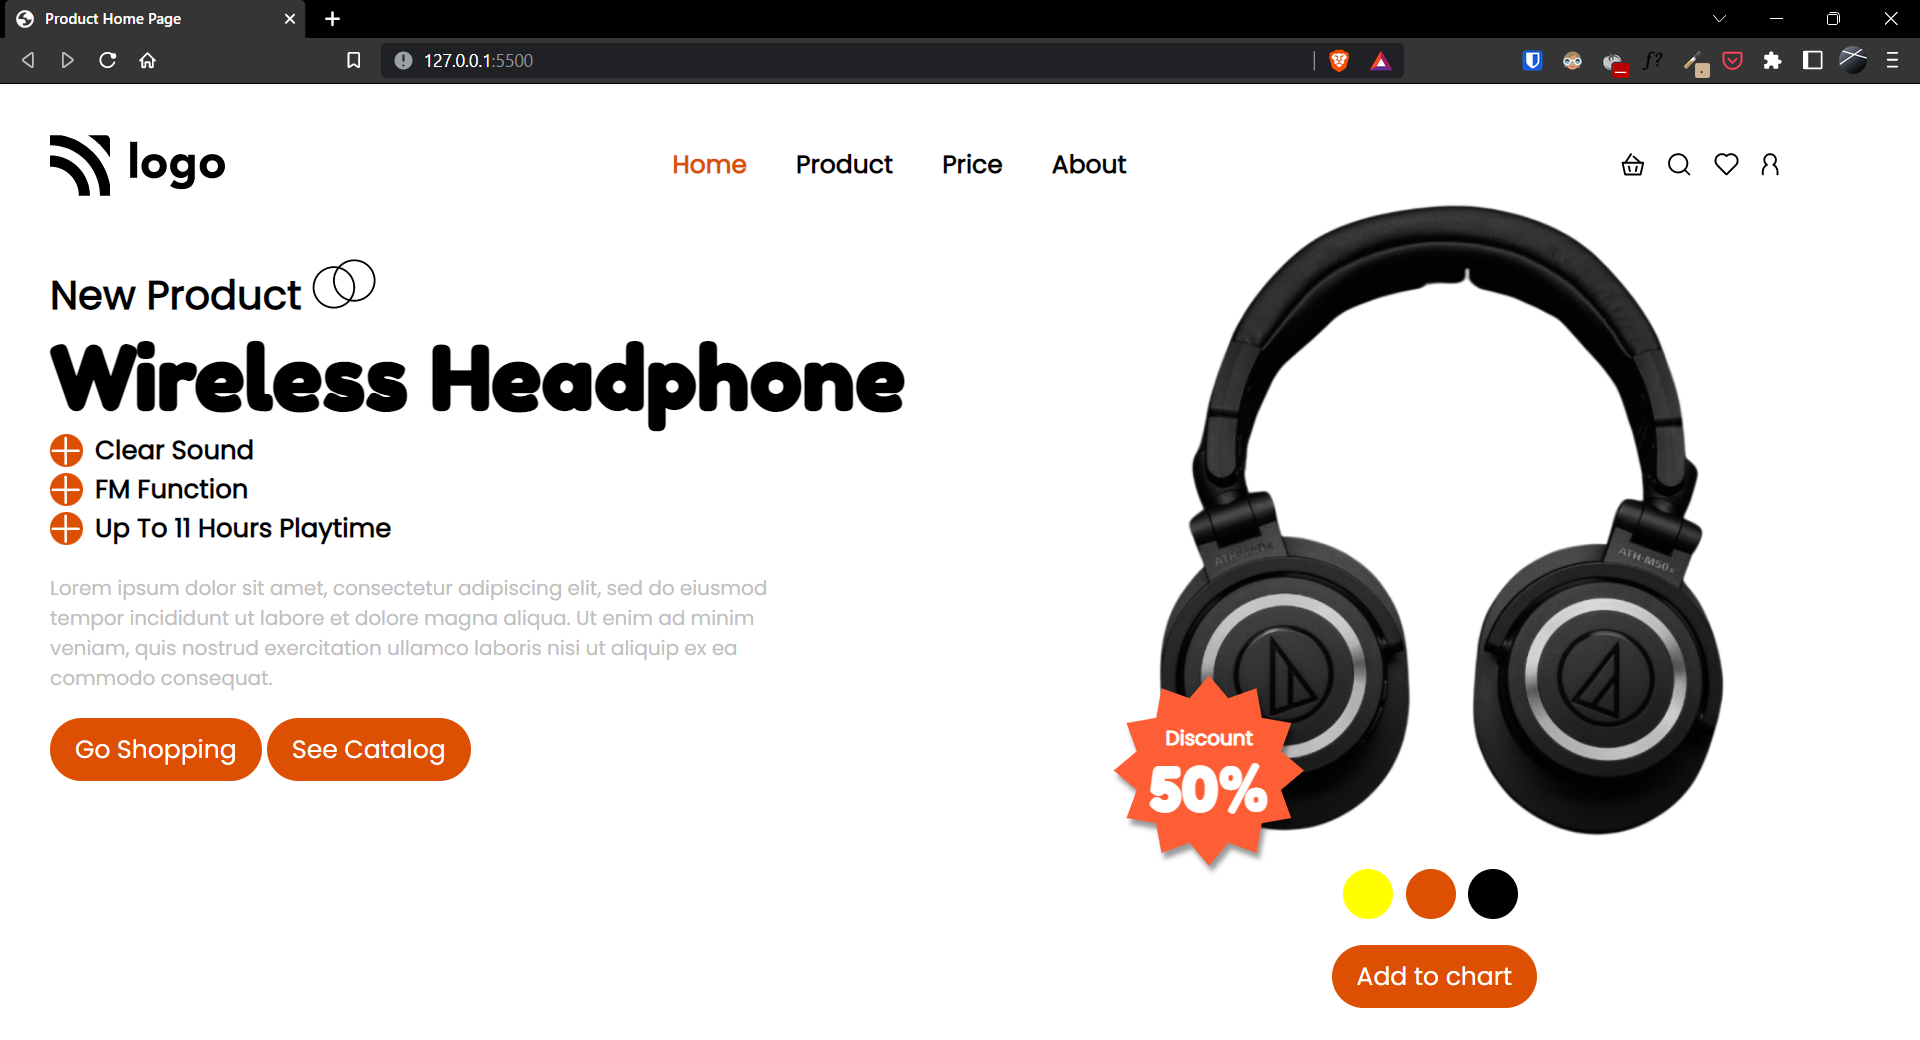 Product Home Page
127.0.0.1:5500
f?
logo
Home Product Price About
New Product
Wireless Headphone
Clear Sound
FM Function
Up To 11 Hours Playtime
Lorem ipsum dolor sit amet, consectetur adipiscing elit, sed do eiusmod
tempor incididunt ut labore et dolore magna aliqua. Ut enim ad minim
veniam, quis nostrud exercitation ullamco laboris nisi ut aliquip ex ea
commodo consequat.
Go Shopping See Catalog
ATH-M50x
ATH-M50x
Discount
50%
Add to chart